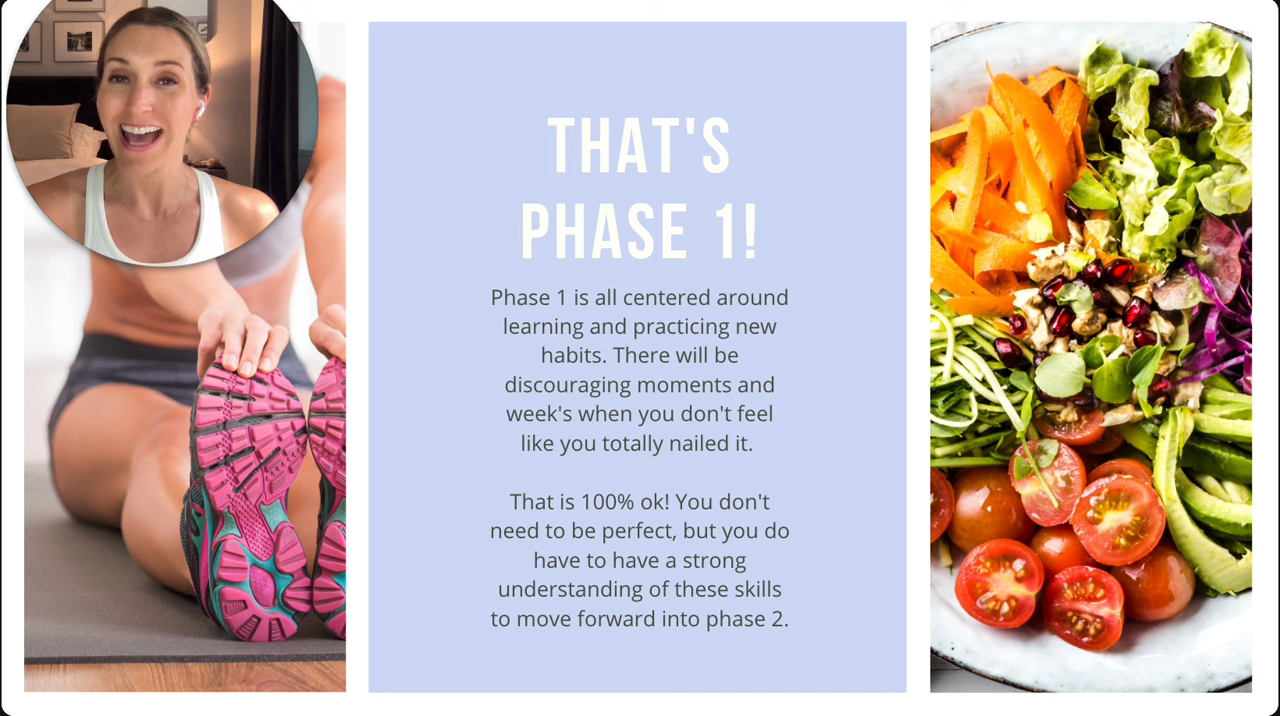 THAT'S
PHASE 1!
Phase 1 is all centered around
learning and practicing new
habits. There will be
discouraging moments and
week's when you don't feel
like you totally nailed it.
That is 100% ok! You don't
need to be perfect, but you do
have to have a strong
understanding of these skills
to move forward into phase 2.